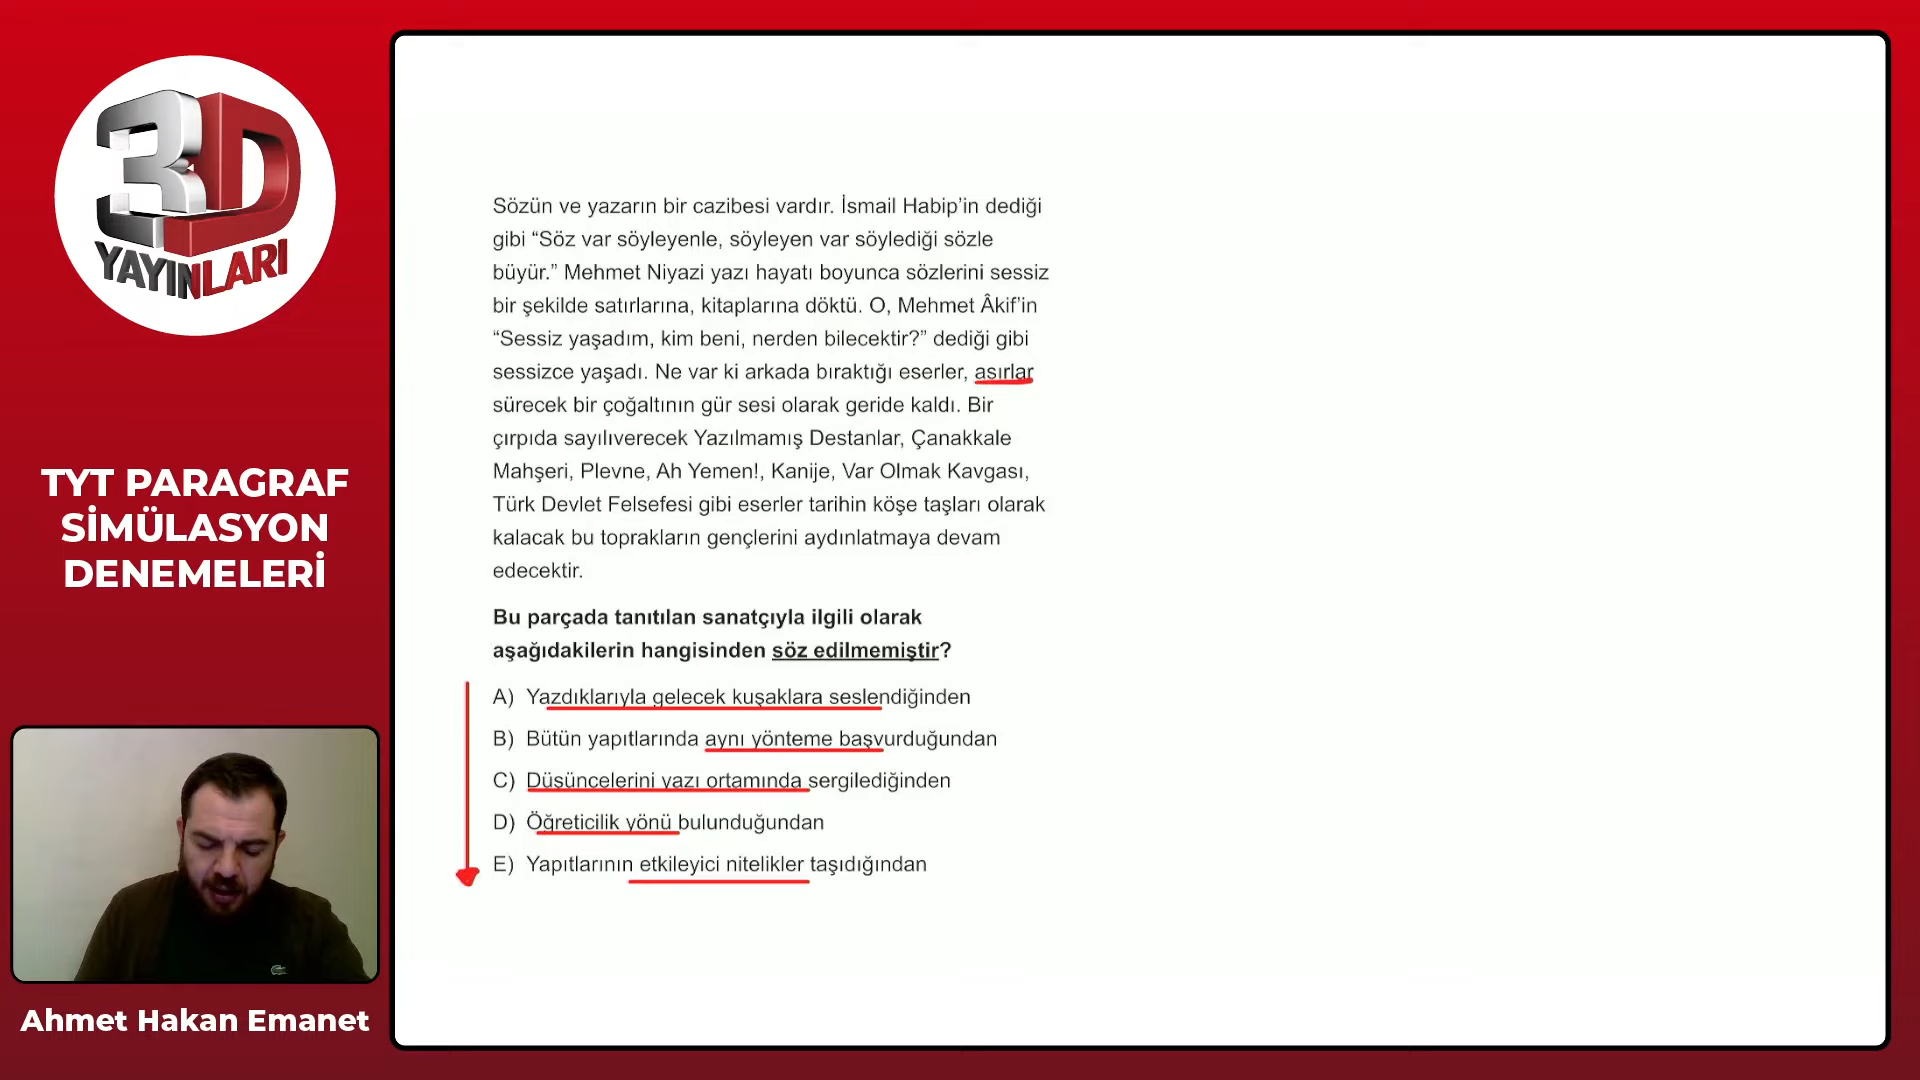 3D
YAYINLARI
TYT PARAGRAF
SİMÜLASYON
DENEMELERİ
Ahmet Hakan Emanet
Sözün ve yazarın bir cazibesi vardır. İsmail Habip’in dediği
gibi “Söz var söyleyenle, söyleyen var söylediği sözle
büyür.” Mehmet Niyazi yazı hayatı boyunca sözlerini sessiz
bir şekilde satırlarına, kitaplarına döktü. O, Mehmet Âkif’in
“Sessiz yaşadım, kim beni, nerden bilecektir?” dediği gibi
sessizce yaşadı. Ne var ki arkada bıraktığı eserler, asırlar
sürecek bir çoğaltının gür sesi olarak geride kaldı. Bir
çırpıda sayılıverecek Yazılmamış Destanlar, Çanakkale
Mahşeri, Plevne, Ah Yemen!, Kanije, Var Olmak Kavgası,
Türk Devlet Felsefesi gibi eserler tarihin köşe taşları olarak
kalacak bu toprakların gençlerini aydınlatmaya devam
edecektir.
Bu parçada tanıtılan sanatçıyla ilgili olarak
aşağıdakilerin hangisinden söz edilmemiştir?
A) Yazdıklarıyla gelecek kuşaklara seslendiğinden
B) Bütün yapıtlarında aynı yönteme başvurduğundan
C) Düşüncelerini yazı ortamında sergilediğinden
D) Öğreticilik yönü bulunduğundan
E) Yapıtlarının etkileyici nitelikler taşıdığından